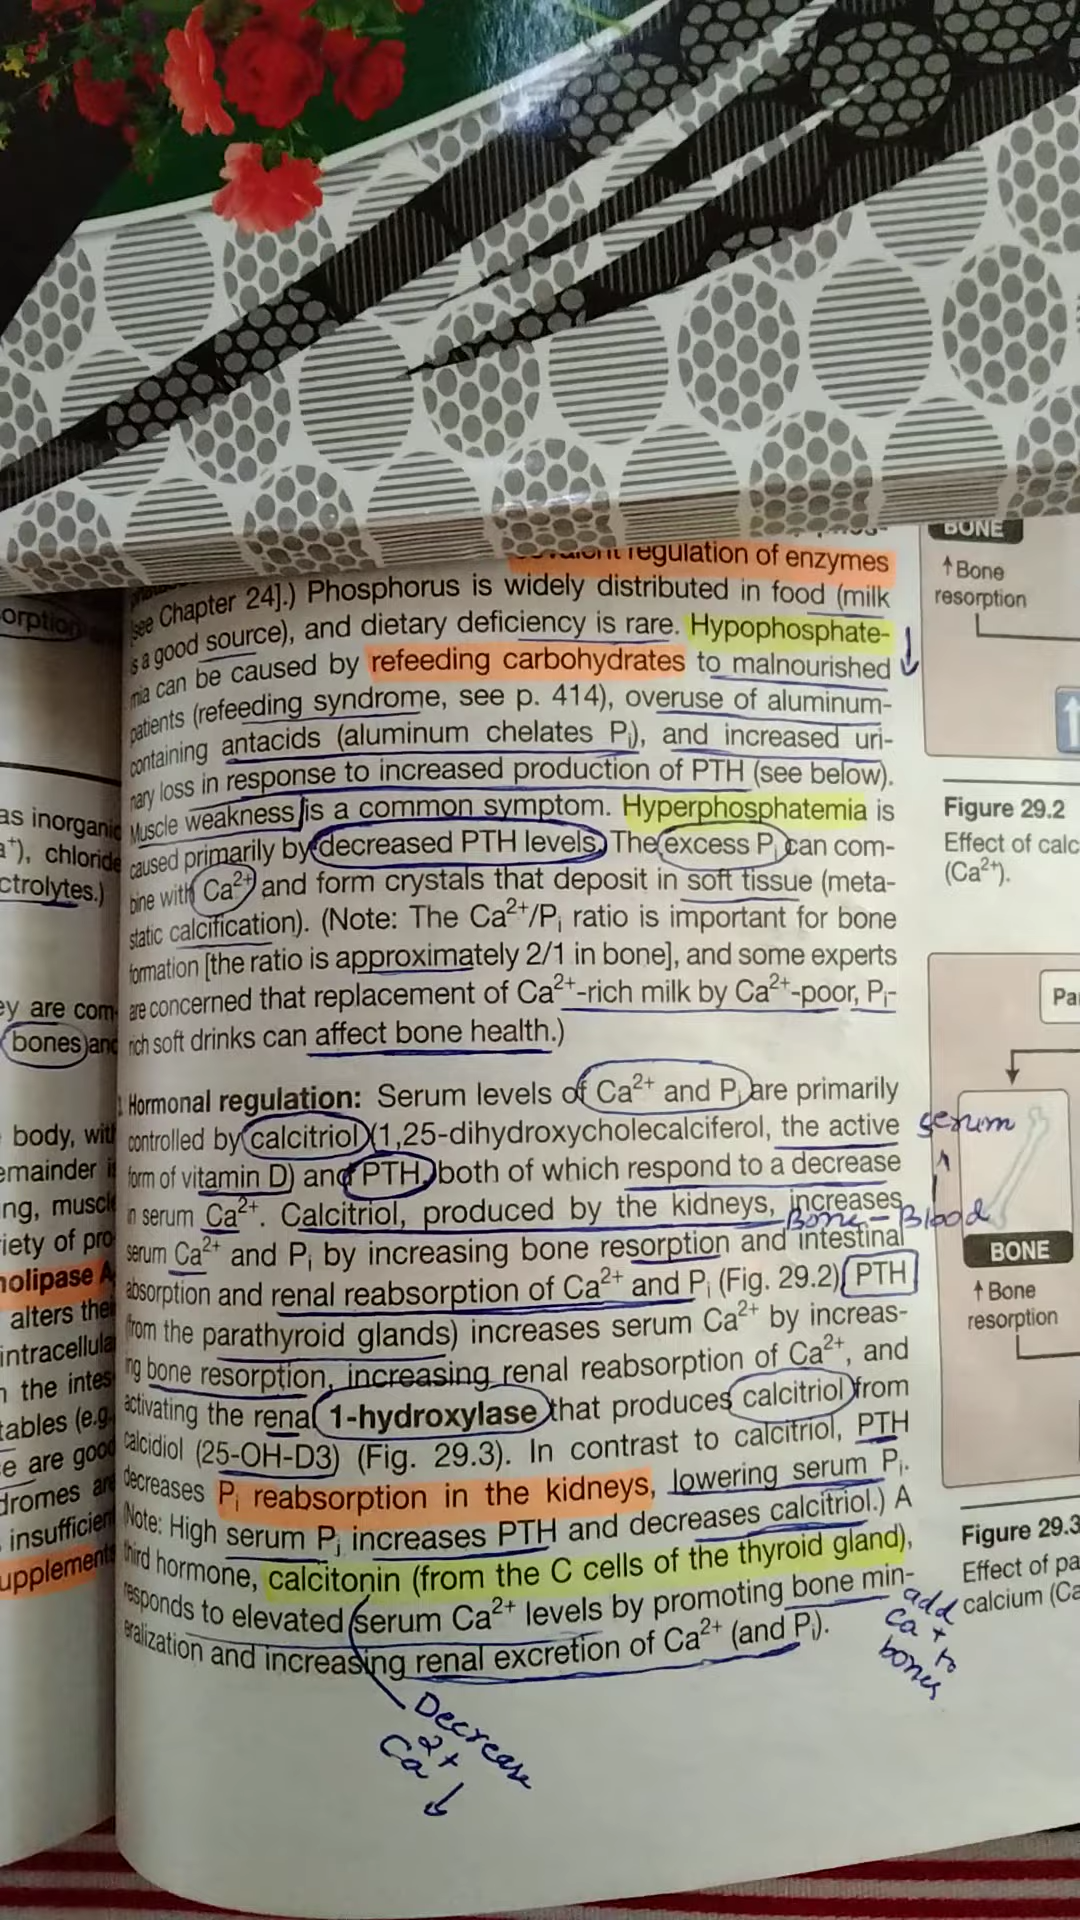 regulation of enzymes
[see Chapter 24].) Phosphorus is widely distributed in food (milk
is a good source), and dietary deficiency is rare. Hypophosphate-
mia can be caused by refeeding carbohydrates to malnourished ↓
patients (refeeding syndrome, see p. 414), overuse of aluminum-
containing antacids (aluminum chelates Pi), and increased uri-
nary loss in response to increased production of PTH (see below).
Muscle weakness is a common symptom. Hyperphosphatemia is
caused primarily by decreased PTH levels. The excess Pi can com-
bine with Ca²⁺ and form crystals that deposit in soft tissue (meta-
static calcification). (Note: The Ca²⁺/Pi ratio is important for bone
formation [the ratio is approximately 2/1 in bone], and some experts
are concerned that replacement of Ca²⁺-rich milk by Ca²⁺-poor, Pi-
rich soft drinks can affect bone health.)
Hormonal regulation: Serum levels of Ca²⁺ and Pi are primarily
controlled by calcitriol (1,25-dihydroxycholecalciferol, the active
form of vitamin D) and PTH, both of which respond to a decrease
in serum Ca²⁺. Calcitriol, produced by the kidneys, increases
Bone - Blood
serum Ca²⁺ and Pi by increasing bone resorption and intestinal
absorption and renal reabsorption of Ca²⁺ and Pi (Fig. 29.2). PTH
(from the parathyroid glands) increases serum Ca²⁺ by increas-
ing bone resorption, increasing renal reabsorption of Ca²⁺, and
activating the renal 1-hydroxylase that produces calcitriol from
calcidiol (25-OH-D3) (Fig. 29.3). In contrast to calcitriol, PTH
decreases Pi reabsorption in the kidneys, lowering serum Pi.
(Note: High serum Pi increases PTH and decreases calcitriol.) A
third hormone, calcitonin (from the C cells of the thyroid gland),
responds to elevated serum Ca²⁺ levels by promoting bone min-
eralization and increasing renal excretion of Ca²⁺ (and Pi).
add
Ca + to
bones
Decrease
Ca²⁺ ↓
as inorganic
chloride
ctrolytes.)
ey are com-
bones and
body, with
emainder
ng, muscle
riety of pro-
holipase A
alters thei
intracellula
n the intes
tables (e.g.
e are good
dromes are
insufficien
upplements
BONE
↑ Bone
resorption
Figure 29.2
Effect of calc
(Ca²⁺).
Pa
serum
↑
BONE
↑ Bone
resorption
Figure 29.3
Effect of pa
calcium (Ca